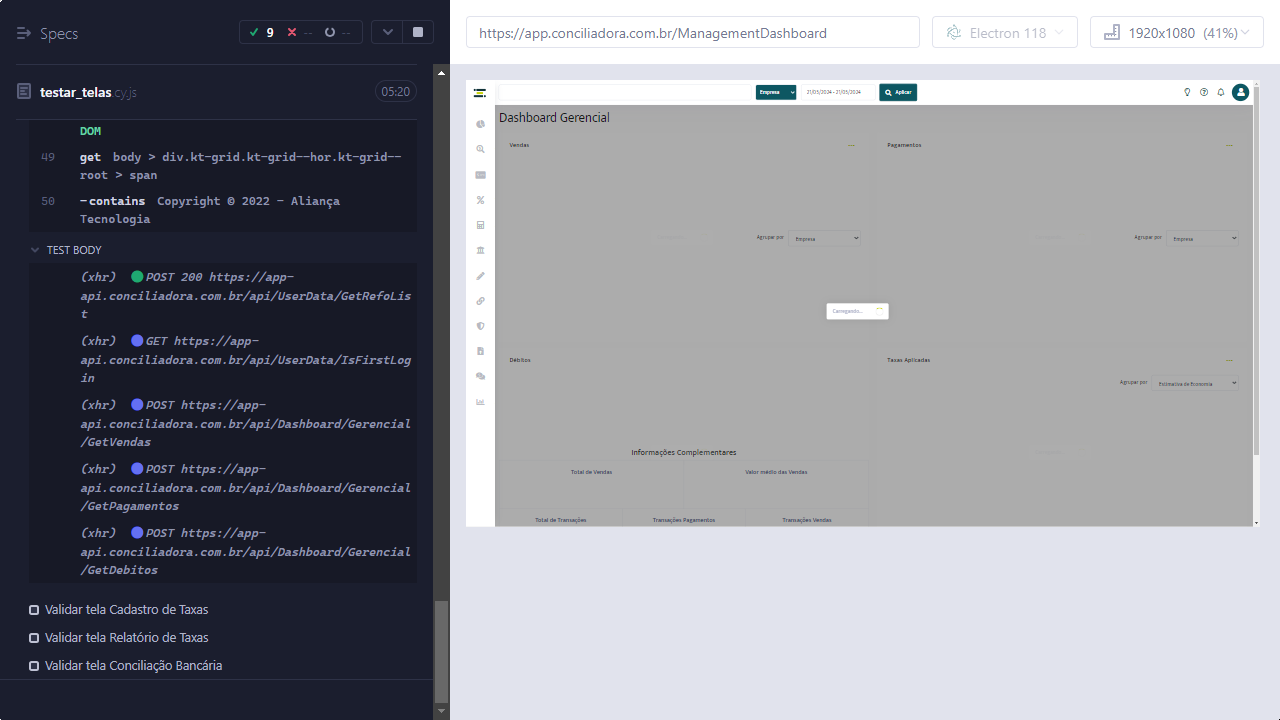 Specs
9
--
--
testar_telas.cy.js
05:20
DOM
49 get body > div.kt-grid.kt-grid--hor.kt-grid--
root > span
50 -contains Copyright © 2022 - Aliança
Tecnologia
TEST BODY
(xhr) POST 200 https://app-
api.conciliadora.com.br/api/UserData/GetRefoLis
t
(xhr) GET https://app-
api.conciliadora.com.br/api/UserData/IsFirstLog
in
(xhr) POST https://app-
api.conciliadora.com.br/api/Dashboard/Gerencial
/GetVendas
(xhr) POST https://app-
api.conciliadora.com.br/api/Dashboard/Gerencial
/GetPagamentos
(xhr) POST https://app-
api.conciliadora.com.br/api/Dashboard/Gerencial
/GetDebitos
Validar tela Cadastro de Taxas
Validar tela Relatório de Taxas
Validar tela Conciliação Bancária
https://app.conciliadora.com.br/ManagementDashboard
Electron 118
1920x1080 (41%)
Empresa
21/03/2024 - 21/03/2024
Aplicar
Dashboard Gerencial
Vendas
Pagamentos
Agrupar por
Empresa
Agrupar por
Empresa
Carregando...
Débitos
Taxas Aplicadas
Agrupar por
Estimativa de Economia
Informações Complementares
Total de Vendas
Valor médio das Vendas
Total de Transações
Transações Pagamentos
Transações Vendas